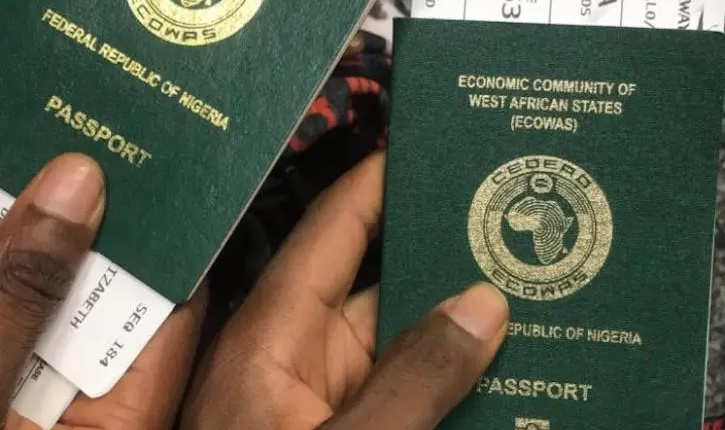 ECOWAS
FEDERAL REPUBLIC OF NIGERIA
PASSPORT
IZABETH
SEQ 184
ECONOMIC COMMUNITY OF
WEST AFRICAN STATES
(ECOWAS)
CEDEAO
ECOWAS
REPUBLIC OF NIGERIA
PASSPORT